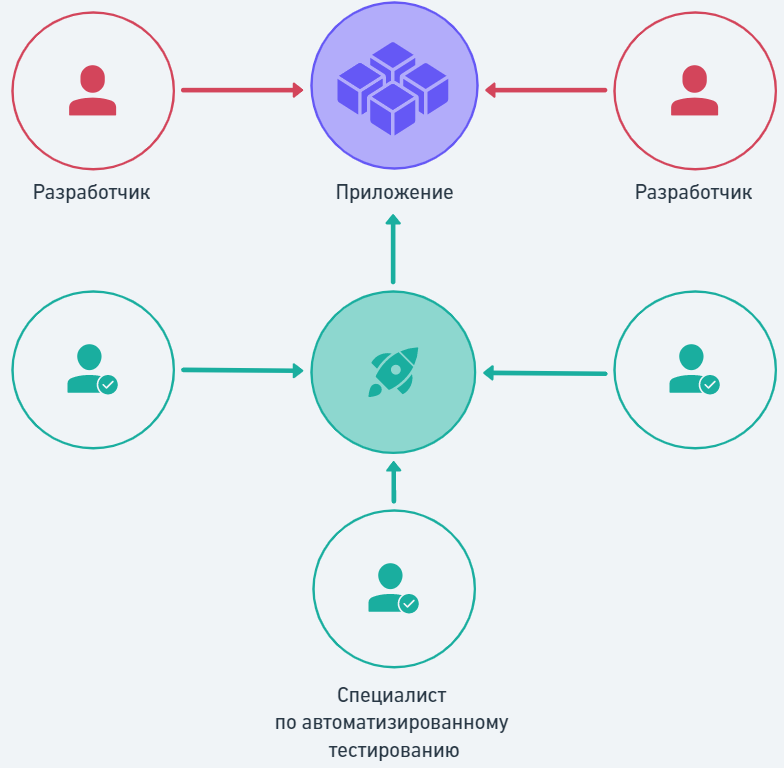 Разработчик
Приложение
Разработчик
Специалист
по автоматизированному
тестированию